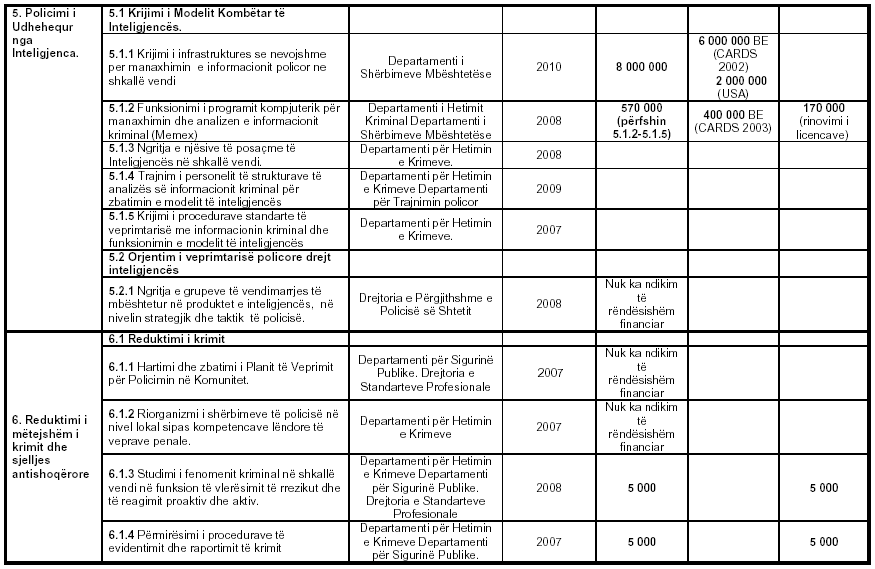 5. Policimi i
Udhehequr
nga
Inteligjenca.
5.1 Krijimi i Modelit Kombëtar të
Inteligjencës.
5.1.1 Krijimi i infrastruktures se nevojshme
per manaxhimin e informacionit policor ne
shkallë vendi
Departamenti i
Shërbimeve Mbështetëse
2010
8 000 000
6 000 000 BE
(CARDS
2002)
2 000 000
(USA)
5.1.2 Funksionimi i programit kompjuterik për
manaxhimin dhe analizen e informacionit
kriminal (Memex)
Departamenti i Hetimit
Kriminal Departamenti i
Shërbimeve Mbështetëse
2008
570 000
(përfshin
5.1.2-5.1.5)
400 000 BE
(CARDS 2003)
170 000
(rinovimi i
licencave)
5.1.3 Ngritja e njësive të posaçme të
Inteligjencës në shkallë vendi.
Departamenti për Hetimin
e Krimeve.
2008
5.1.4 Trajnim i personelit të strukturave të
analizës së informacionit kriminal për
zbatimin e modelit të inteligjencës
Departamenti për Hetimin
e Krimeve Departamenti
për Trajnimin policor
2009
5.1.5 Krijimi i procedurave standarte të
veprimtarisë me informacionin kriminal dhe
funksionimin e modelit të inteligjencës
Departamenti për Hetimin
e Krimeve.
2007
5.2 Orjentim i veprimtarisë policore drejt
inteligjencës
5.2.1 Ngritja e grupeve të vendimarrjes të
mbështetur në produktet e inteligjencës, në
nivelin strategjik dhe taktik të policisë.
Drejtoria e Përgjithshme e
Policisë së Shtetit
2008
Nuk ka ndikim
të
rëndësishëm
financiar
6. Reduktimi i
mëtejshëm i
krimit dhe
sjelljes
antishoqërore
6.1 Reduktimi i krimit
6.1.1 Hartimi dhe zbatimi i Planit të Veprimit
për Policimin në Komunitet.
Departamenti për Sigurinë
Publike. Drejtoria e
Standarteve Profesionale
2007
Nuk ka ndikim
të
rëndësishëm
financiar
6.1.2 Riorganizmi i shërbimeve të policisë në
nivel lokal sipas kompetencave lëndore të
veprave penale.
Departamenti për Hetimin
e Krimeve
2007
Nuk ka ndikim
të
rëndësishëm
financiar
6.1.3 Studimi i fenomenit kriminal në shkallë
vendi në funksion të vlerësimit të rrezikut dhe
të reagimit proaktiv dhe aktiv.
Departamenti për Hetimin
e Krimeve Departamenti
për Sigurinë Publike.
Drejtoria e Standarteve
Profesionale
2008
5 000
5 000
6.1.4 Përmirësimi i procedurave të
evidentimit dhe raportimit të krimit
Departamenti për Hetimin
e Krimeve Departamenti
për Sigurinë Publike.
2007
5 000
5 000